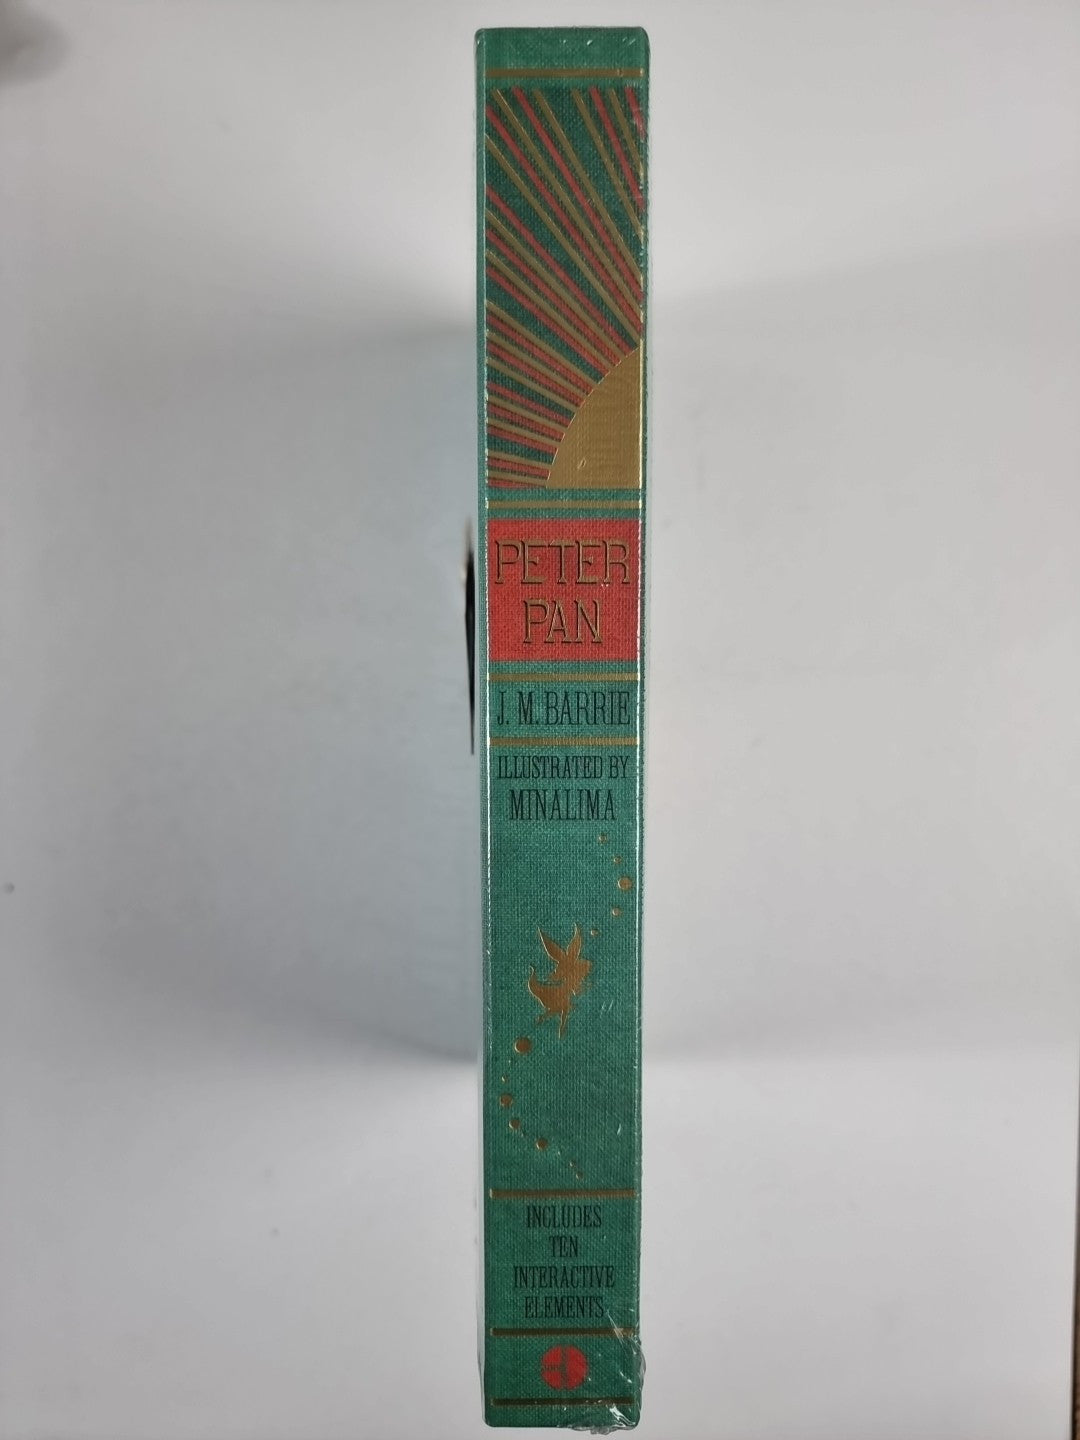 PETER
PAN
J. M. BARRIE
ILLUSTRATED BY
MINALIMA
INCLUDES
TEN
INTERACTIVE
ELEMENTS